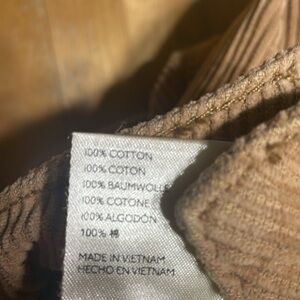 100% COTTON
100% COTON
100% BAUMWOLLE
100% COTONE
100% ALGODÓN
100% 棉
MADE IN VIETNAM
HECHO EN VIETNAM